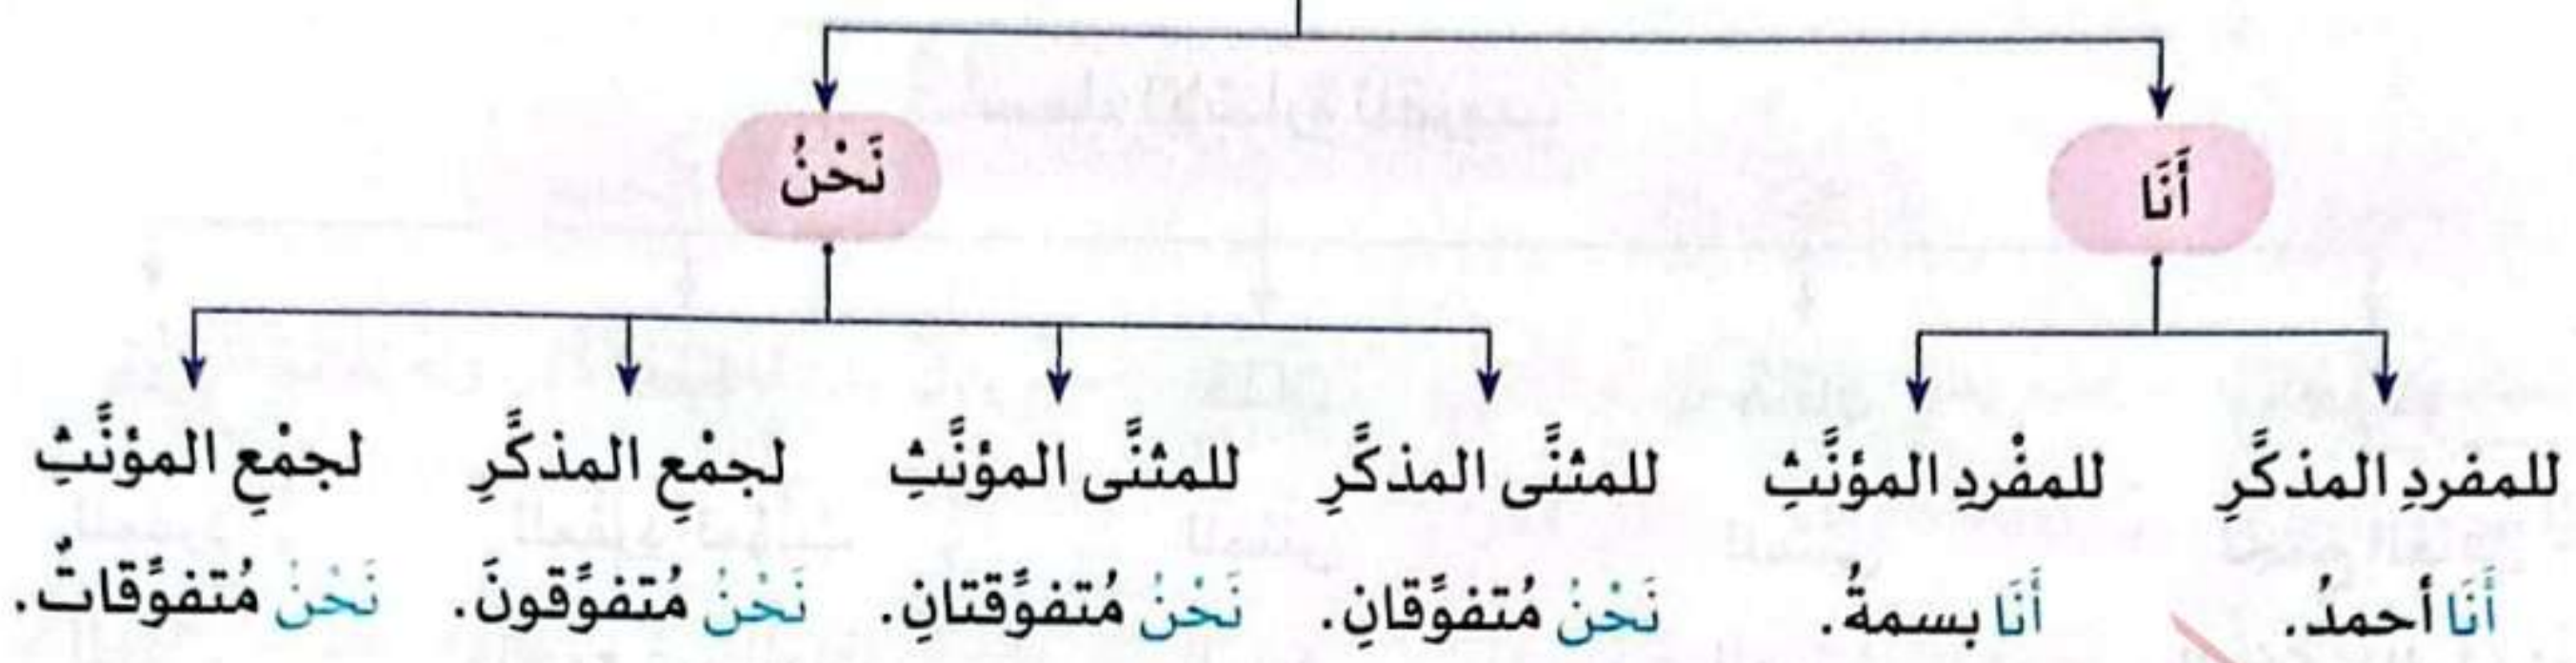 أَنَا
نَحْنُ
للمفردِ المذكَّرِ
للمفْردِ المؤنَّثِ
للمثنَّى المذكَّرِ
للمثنَّى المؤنَّثِ
لجمْعِ المذكَّرِ
لجمْعِ المؤنَّثِ
أَنَا أحمدُ.
أَنَا بسمةُ.
نَحْنُ مُتفوِّقانِ.
نَحْنُ مُتفوِّقتانِ.
نَحْنُ مُتفوِّقونَ.
نَحْنُ مُتفوِّقاتٌ.